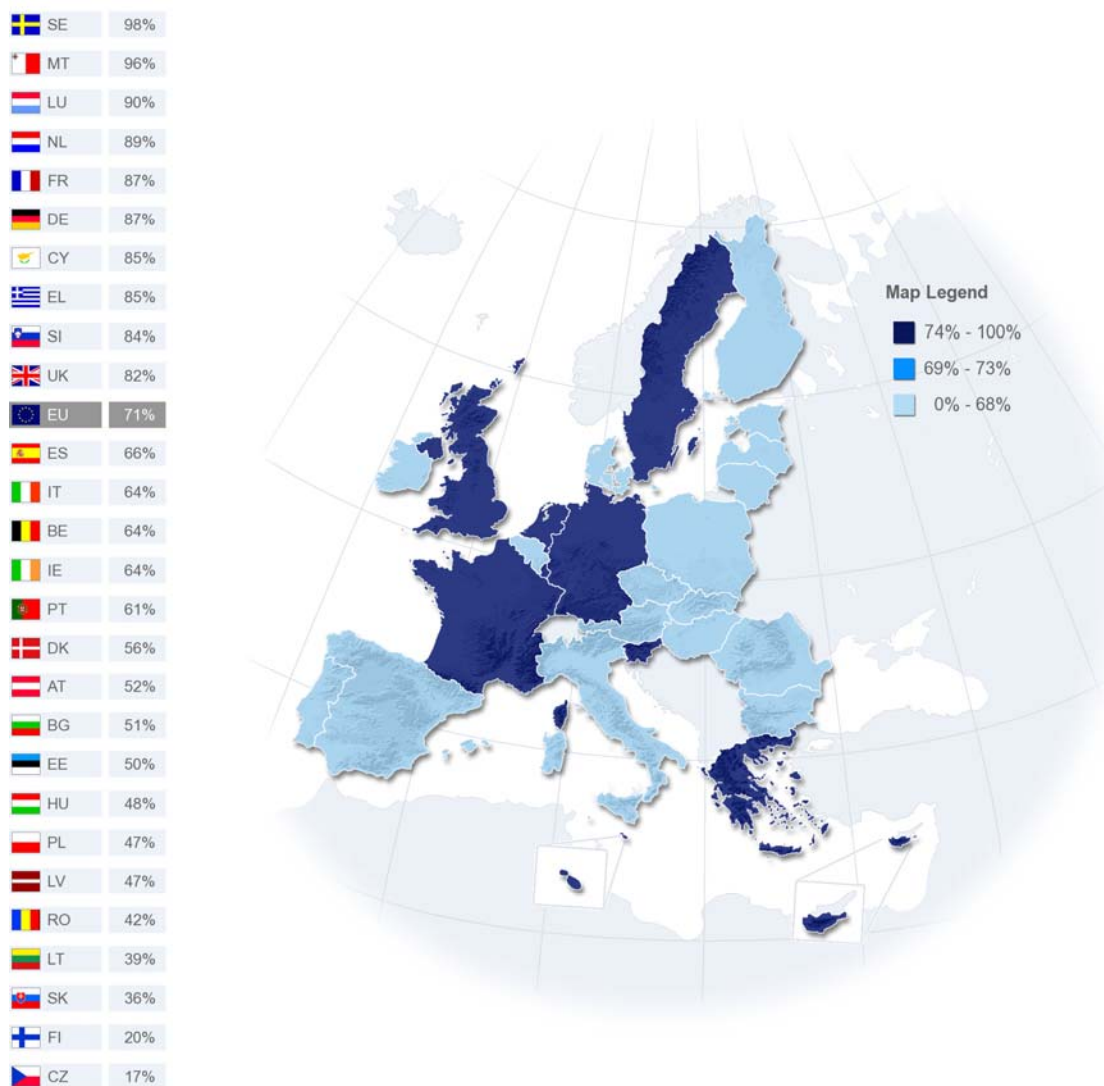 SE 98%
MT 96%
LU 90%
NL 89%
FR 87%
DE 87%
CY 85%
EL 85%
SI 84%
UK 82%
EU 71%
ES 66%
IT 64%
BE 64%
IE 64%
PT 61%
DK 56%
AT 52%
BG 51%
EE 50%
HU 48%
PL 47%
LV 47%
RO 42%
LT 39%
SK 36%
FI 20%
CZ 17%
Map Legend
74% - 100%
69% - 73%
0% - 68%